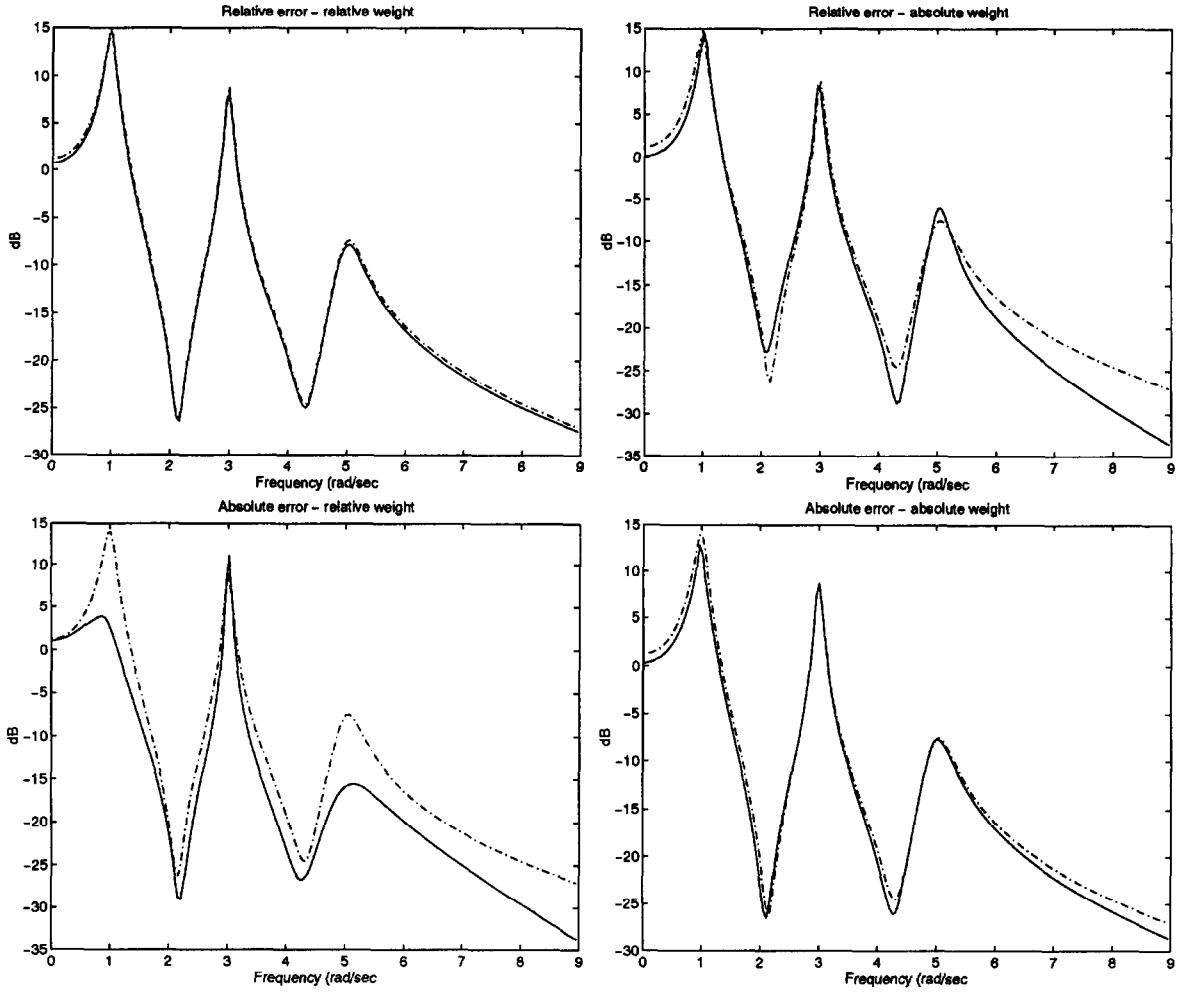 Relative error – relative weight
15
10
5
0
−5
−10
−15
−20
−25
−30
dB
0 1 2 3 4 5 6 7 8 9
Frequency (rad/sec
Relative error – absolute weight
15
10
5
0
−5
−10
−15
−20
−25
−30
−35
dB
0 1 2 3 4 5 6 7 8 9
Frequency (rad/sec
Absolute error – relative weight
15
10
5
0
−5
−10
−15
−20
−25
−30
−35
dB
0 1 2 3 4 5 6 7 8 9
Frequency (rad/sec
Absolute error – absolute weight
15
10
5
0
−5
−10
−15
−20
−25
−30
dB
0 1 2 3 4 5 6 7 8 9
Frequency (rad/sec